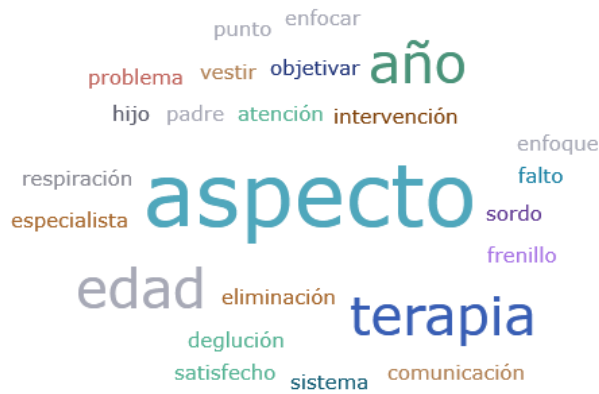 enfocar
punto
año
problema vestir objetivar
hijo padre atención intervención
enfoque
respiración aspecto falto
especialista sordo
frenillo
edad eliminación terapia
deglución
satisfecho sistema comunicación